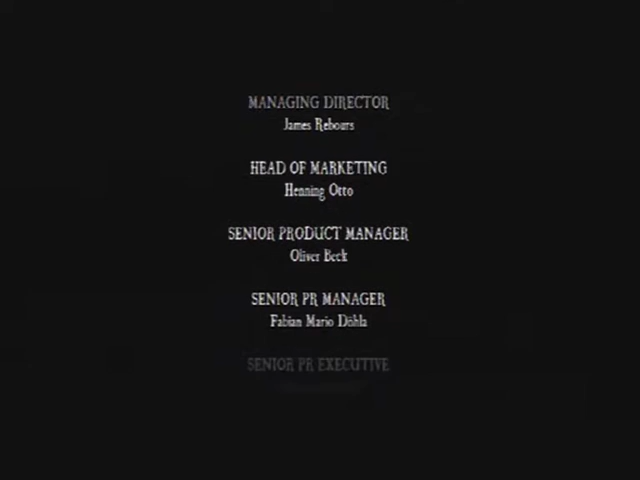 MANAGING DIRECTOR
James Rebours
HEAD OF MARKETING
Henning Otto
SENIOR PRODUCT MANAGER
Oliver Beck
SENIOR PR MANAGER
Fabian Mario Döhla
SENIOR PR EXECUTIVE